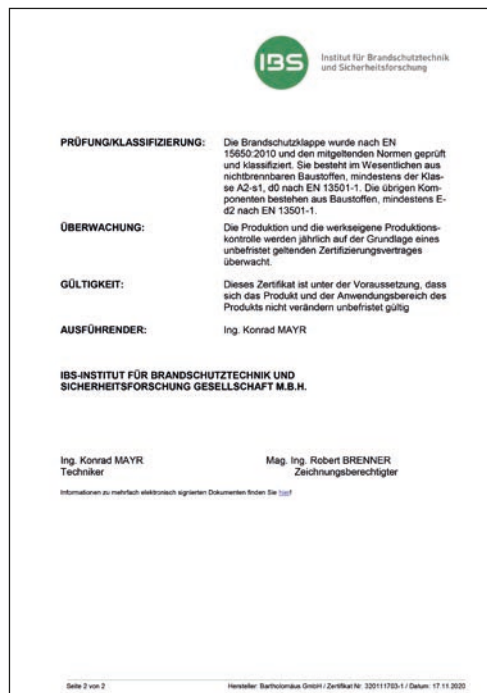 IBS
Institut für Brandschutztechnik
und Sicherheitsforschung
PRÜFUNG/KLASSIFIZIERUNG:
Die Brandschutzklappe wurde nach EN
15650:2010 und den mitgeltenden Normen geprüft
und klassifiziert. Sie besteht im Wesentlichen aus
nichtbrennbaren Baustoffen, mindestens der Klas-
se A2-s1, d0 nach EN 13501-1. Die übrigen Kom-
ponenten bestehen aus Baustoffen, mindestens E-
d2 nach EN 13501-1.
ÜBERWACHUNG:
Die Produktion und die werkseigene Produktions-
kontrolle werden jährlich auf der Grundlage eines
unbefristet geltenden Zertifizierungsvertrages
überwacht.
GÜLTIGKEIT:
Dieses Zertifikat ist unter der Voraussetzung, dass
sich das Produkt und der Anwendungsbereich des
Produkts nicht verändern unbefristet gültig
AUSFÜHRENDER:
Ing. Konrad MAYR
IBS-INSTITUT FÜR BRANDSCHUTZTECHNIK UND
SICHERHEITSFORSCHUNG GESELLSCHAFT M.B.H.
Ing. Konrad MAYR
Techniker
Mag. Ing. Robert BRENNER
Zeichnungsberechtigter
Informationen zu mehrfach elektronisch signierten Dokumenten finden Sie hier!
Seite 2 von 2
Hersteller: Bartholomäus GmbH / Zertifikat Nr. 320111703-1 / Datum: 17.11.2020